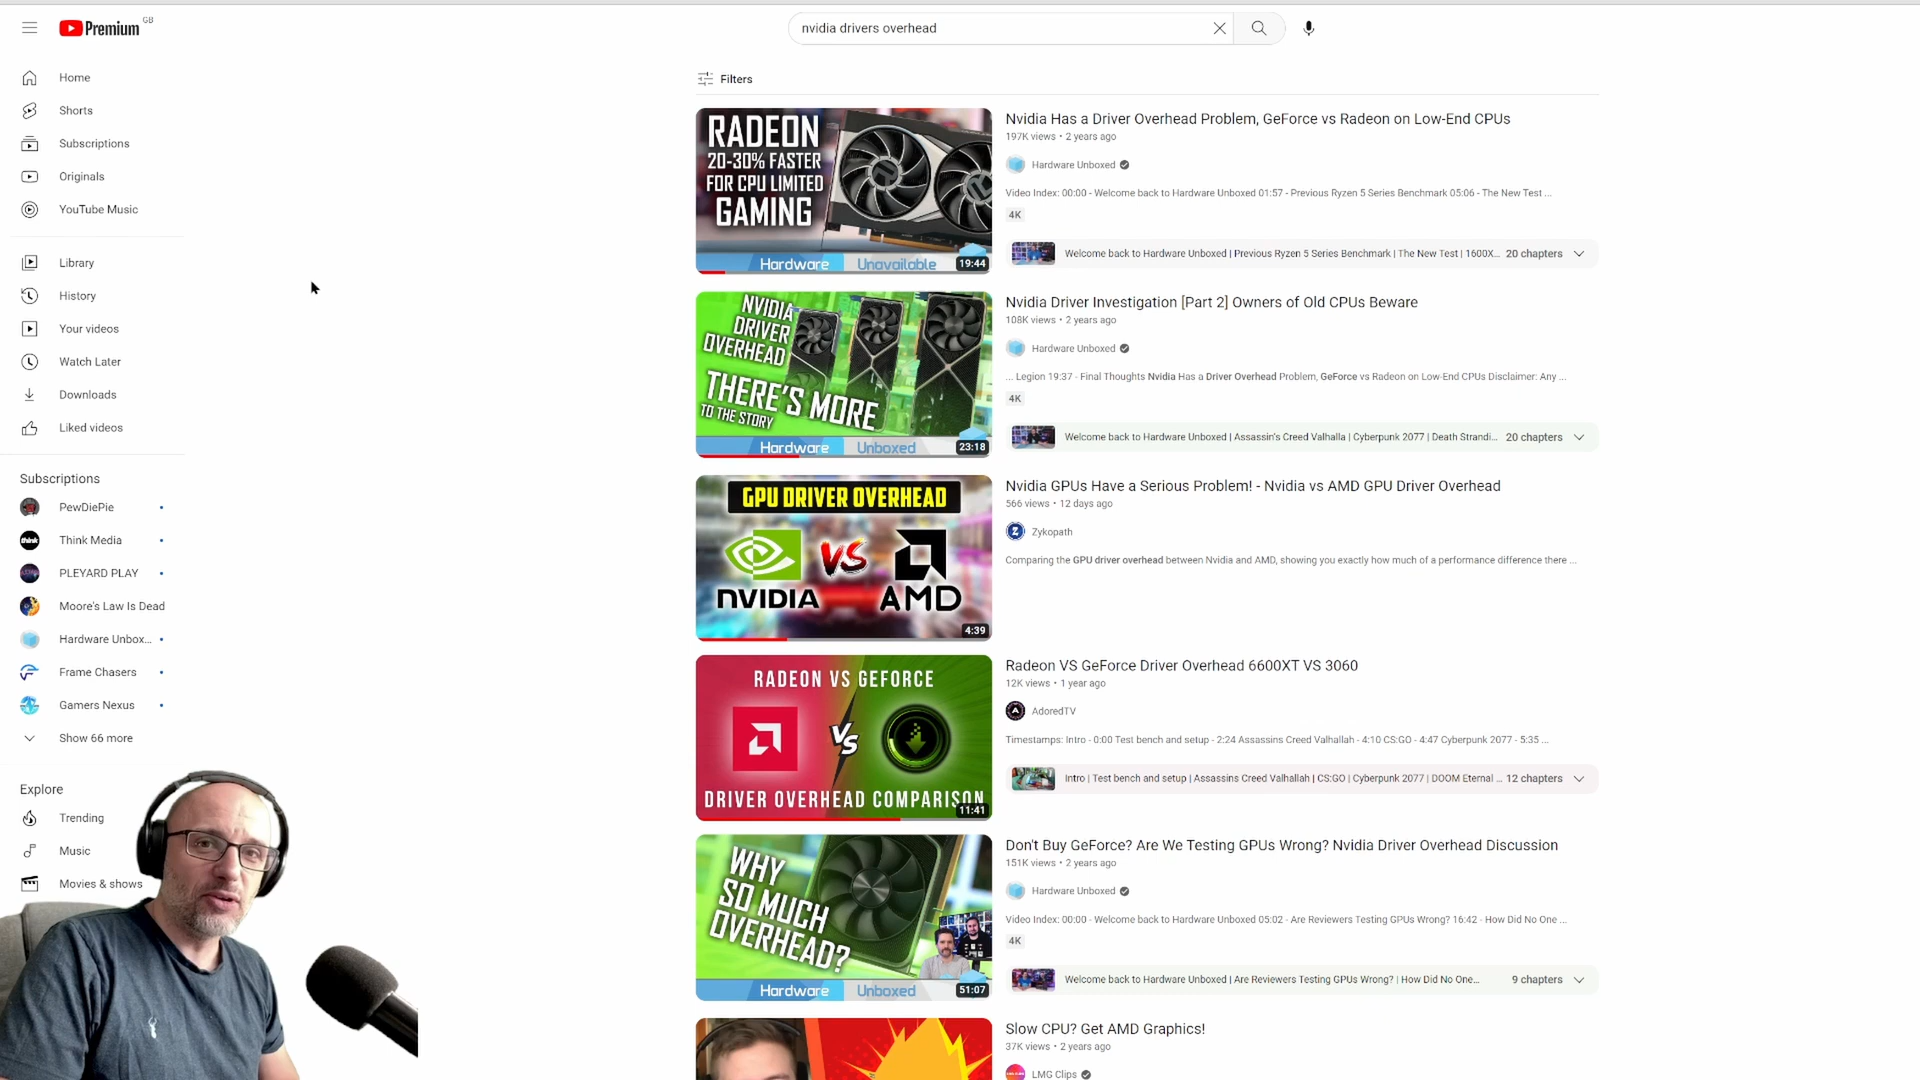 Premium GB
nvidia drivers overhead
Home
Shorts
Subscriptions
Originals
YouTube Music
Library
History
Your videos
Watch Later
Downloads
Liked videos
Subscriptions
PewDiePie
think
Think Media
PLEYARD PLAY
Moore's Law Is Dead
Hardware Unbox...
Frame Chasers
Gamers Nexus
Show 66 more
Explore
Trending
Music
Movies & shows
Filters
RADEON
20-30% FASTER
FOR CPU LIMITED
GAMING
Hardware Unavailable
19:44
Nvidia Has a Driver Overhead Problem, GeForce vs Radeon on Low-End CPUs
197K views • 2 years ago
Hardware Unboxed
Video Index: 00:00 - Welcome back to Hardware Unboxed 01:57 - Previous Ryzen 5 Series Benchmark 05:06 - The New Test ...
4K
Welcome back to Hardware Unboxed | Previous Ryzen 5 Series Benchmark | The New Test | 1600X... 20 chapters
NVIDIA
DRIVER
OVERHEAD
THERE'S MORE
TO THE STORY
Hardware Unboxed
23:18
Nvidia Driver Investigation [Part 2] Owners of Old CPUs Beware
108K views • 2 years ago
Hardware Unboxed
... Legion 19:37 - Final Thoughts Nvidia Has a Driver Overhead Problem, GeForce vs Radeon on Low-End CPUs Disclaimer: Any ...
4K
Welcome back to Hardware Unboxed | Assassin's Creed Valhalla | Cyberpunk 2077 | Death Strandi... 20 chapters
GPU DRIVER OVERHEAD
VS
NVIDIA
AMD
4:39
Nvidia GPUs Have a Serious Problem! - Nvidia vs AMD GPU Driver Overhead
566 views • 12 days ago
Z
Zykopath
Comparing the GPU driver overhead between Nvidia and AMD, showing you exactly how much of a performance difference there ...
RADEON VS GEFORCE
VS
DRIVER OVERHEAD COMPARISON
11:41
Radeon VS GeForce Driver Overhead 6600XT VS 3060
12K views • 1 year ago
AdoredTV
Timestamps: Intro - 0:00 Test bench and setup - 2:24 Assassins Creed Valhallah - 4:10 CS:GO - 4:47 Cyberpunk 2077 - 5:35 ...
Intro | Test bench and setup | Assassins Creed Valhallah | CS:GO | Cyberpunk 2077 | DOOM Eternal ... 12 chapters
WHY
SO MUCH
OVERHEAD?
Hardware Unboxed
51:07
Don't Buy GeForce? Are We Testing GPUs Wrong? Nvidia Driver Overhead Discussion
151K views • 2 years ago
Hardware Unboxed
Video Index: 00:00 - Welcome back to Hardware Unboxed 05:02 - Are Reviewers Testing GPUs Wrong? 16:42 - How Did No One ...
4K
Welcome back to Hardware Unboxed | Are Reviewers Testing GPUs Wrong? | How Did No One... 9 chapters
Slow CPU? Get AMD Graphics!
37K views • 2 years ago
LMG Clips